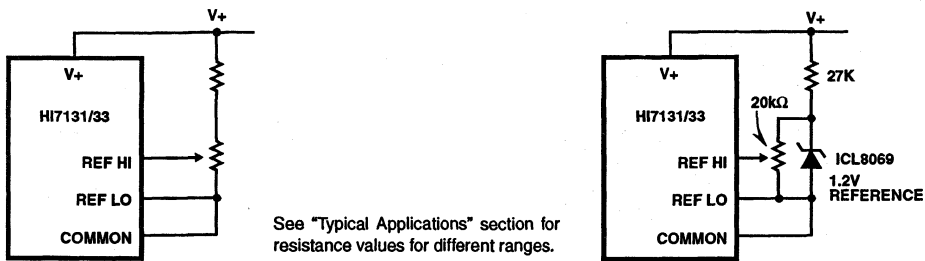 V+
V+
HI7131/33
REF HI
REF LO
COMMON
See "Typical Applications" section for
resistance values for different ranges.
V+
V+
27K
20kΩ
HI7131/33
REF HI
ICL8069
1.2V
REFERENCE
REF LO
COMMON